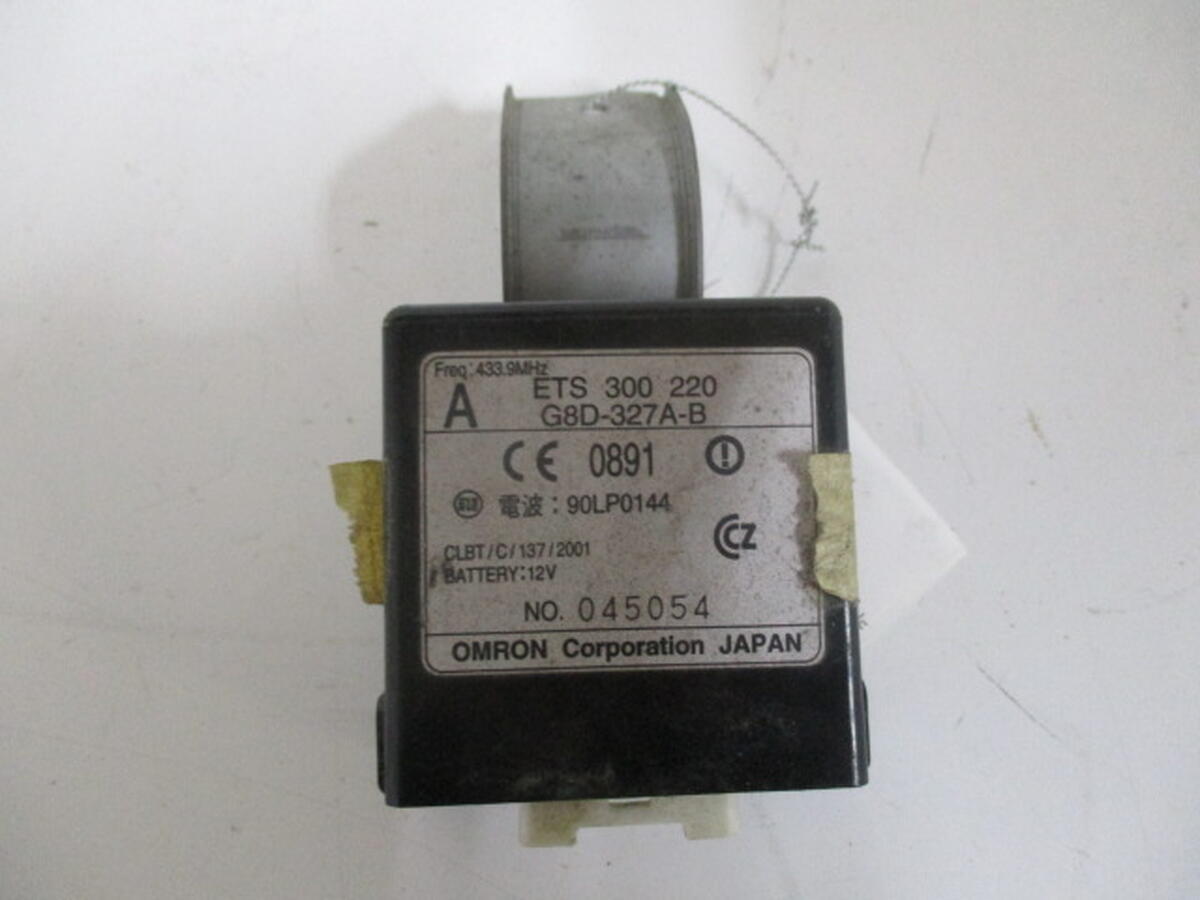 Freq: 433.9MHz
A
ETS 300 220
G8D-327A-B
CE 0891
電波: 90LP0144
CZ
CLBT/C/137/2001
BATTERY:12V
NO. 045054
OMRON Corporation JAPAN